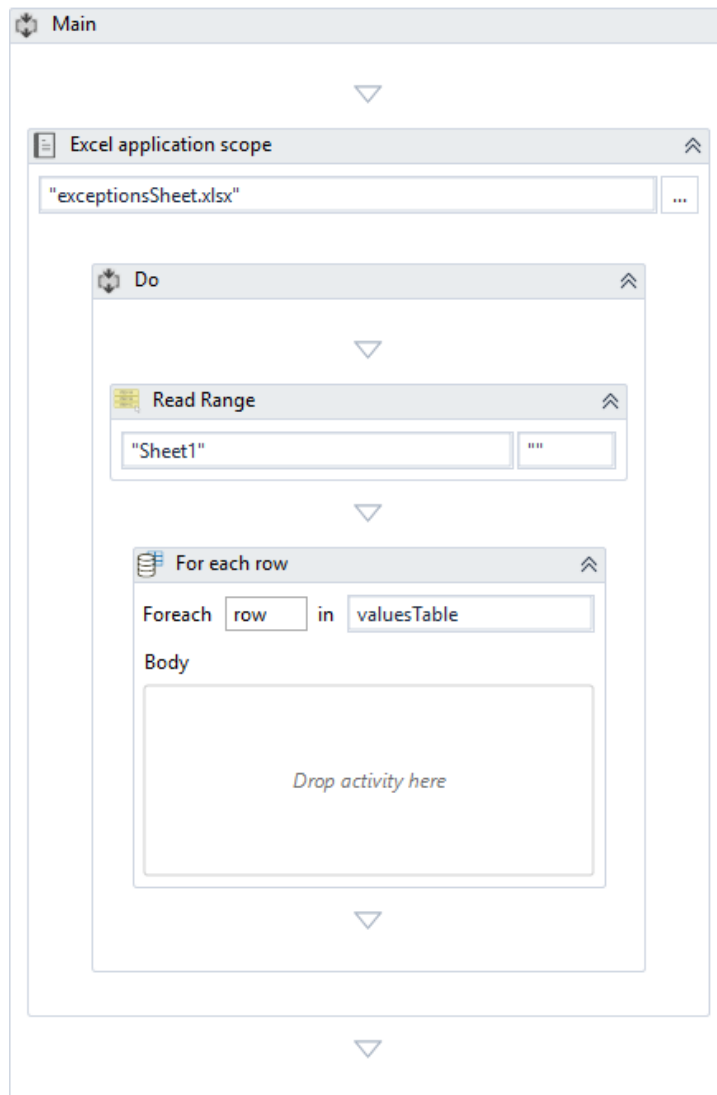 Main
Excel application scope
"exceptionsSheet.xlsx" ...
Do
Read Range
"Sheet1" ""
For each row
Foreach row in valuesTable
Body
Drop activity here